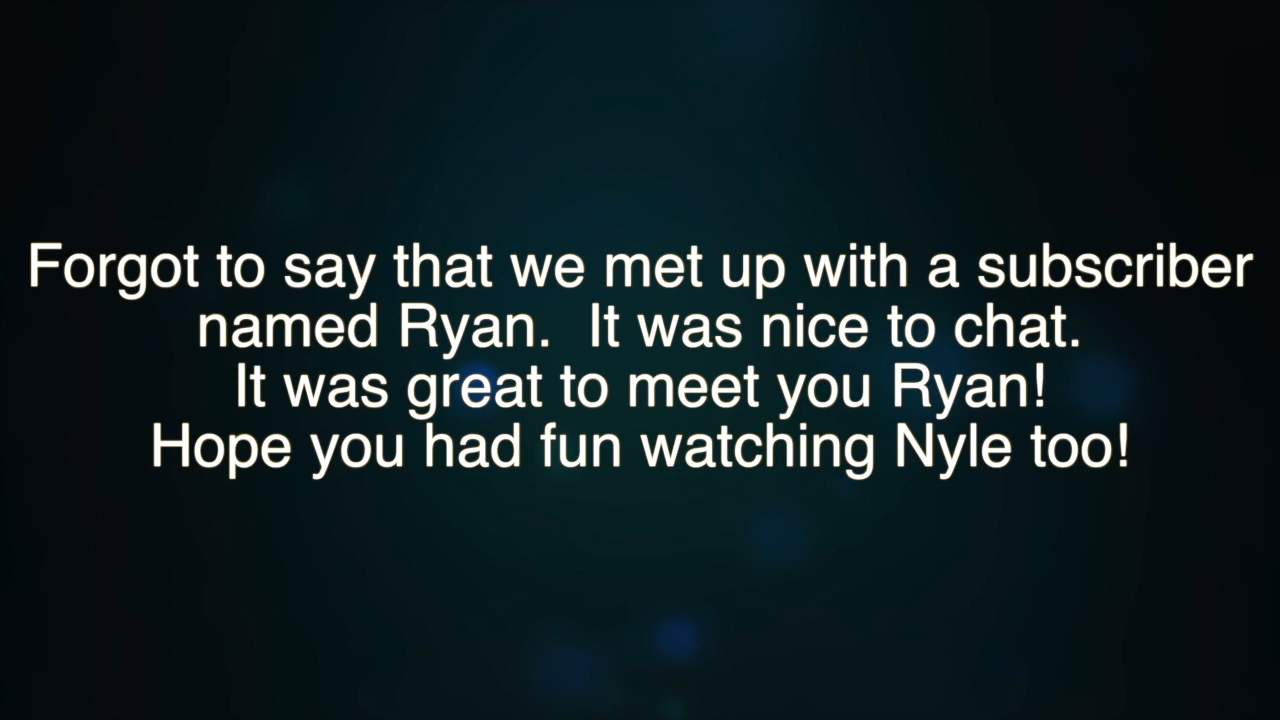 Forgot to say that we met up with a subscriber
named Ryan.  It was nice to chat.
It was great to meet you Ryan!
Hope you had fun watching Nyle too!